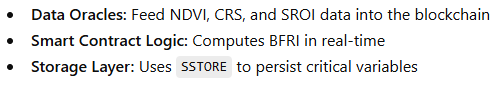 • Data Oracles: Feed NDVI, CRS, and SROI data into the blockchain
• Smart Contract Logic: Computes BFRI in real-time
• Storage Layer: Uses SSTORE to persist critical variables